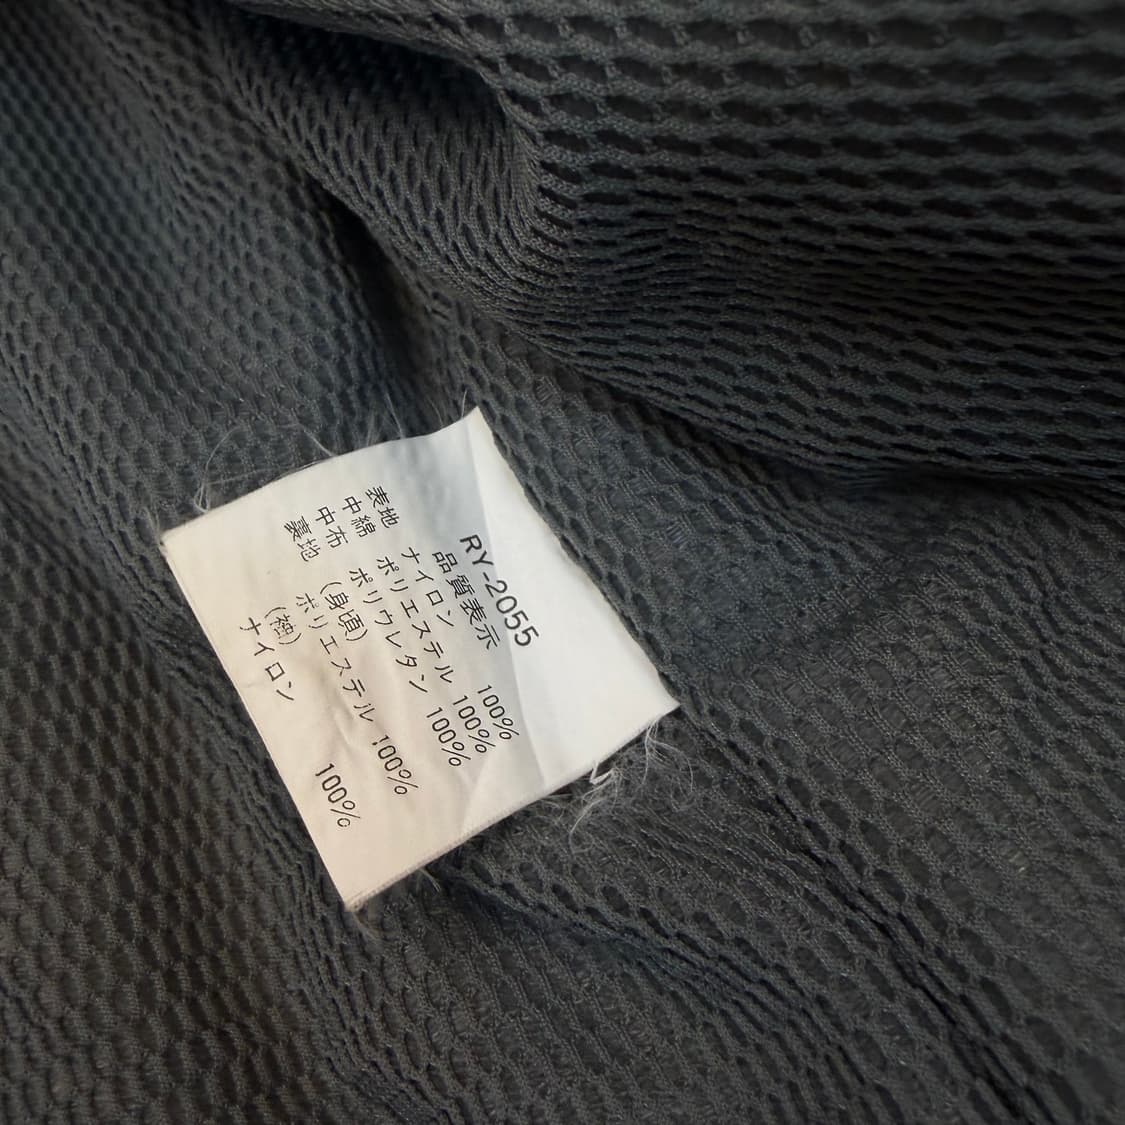 RY-2055
品質表示
表地 ナイロン 100%
中綿 ポリエステル 100%
中布 ポリウレタン 100%
裏地 (身頃)
ポリエステル 100%
(袖)
ナイロン 100%